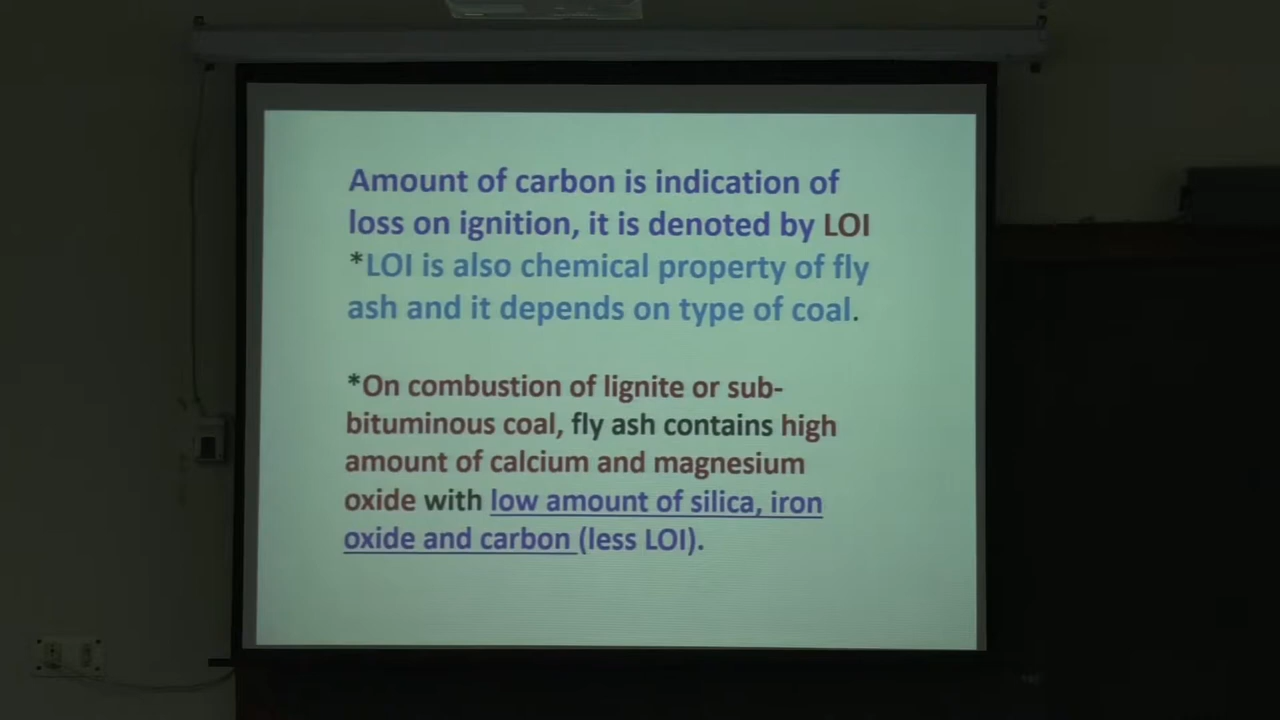 Amount of carbon is indication of
loss on ignition, it is denoted by LOI
*LOI is also chemical property of fly
ash and it depends on type of coal.
*On combustion of lignite or sub-
bituminous coal, fly ash contains high
amount of calcium and magnesium
oxide with low amount of silica, iron
oxide and carbon (less LOI).